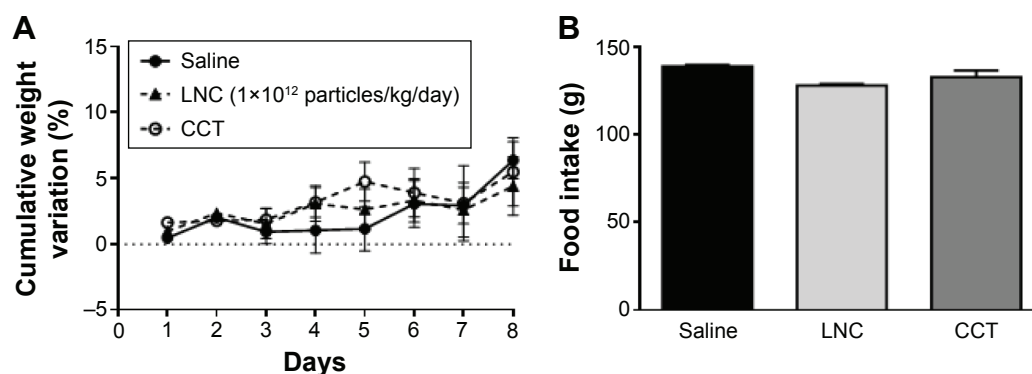 A
Cumulative weight
variation (%)
15
10
5
0
–5
Saline
LNC (1×10¹² particles/kg/day)
CCT
0 1 2 3 4 5 6 7 8
Days
B
Food intake (g)
150
100
50
0
Saline LNC CCT